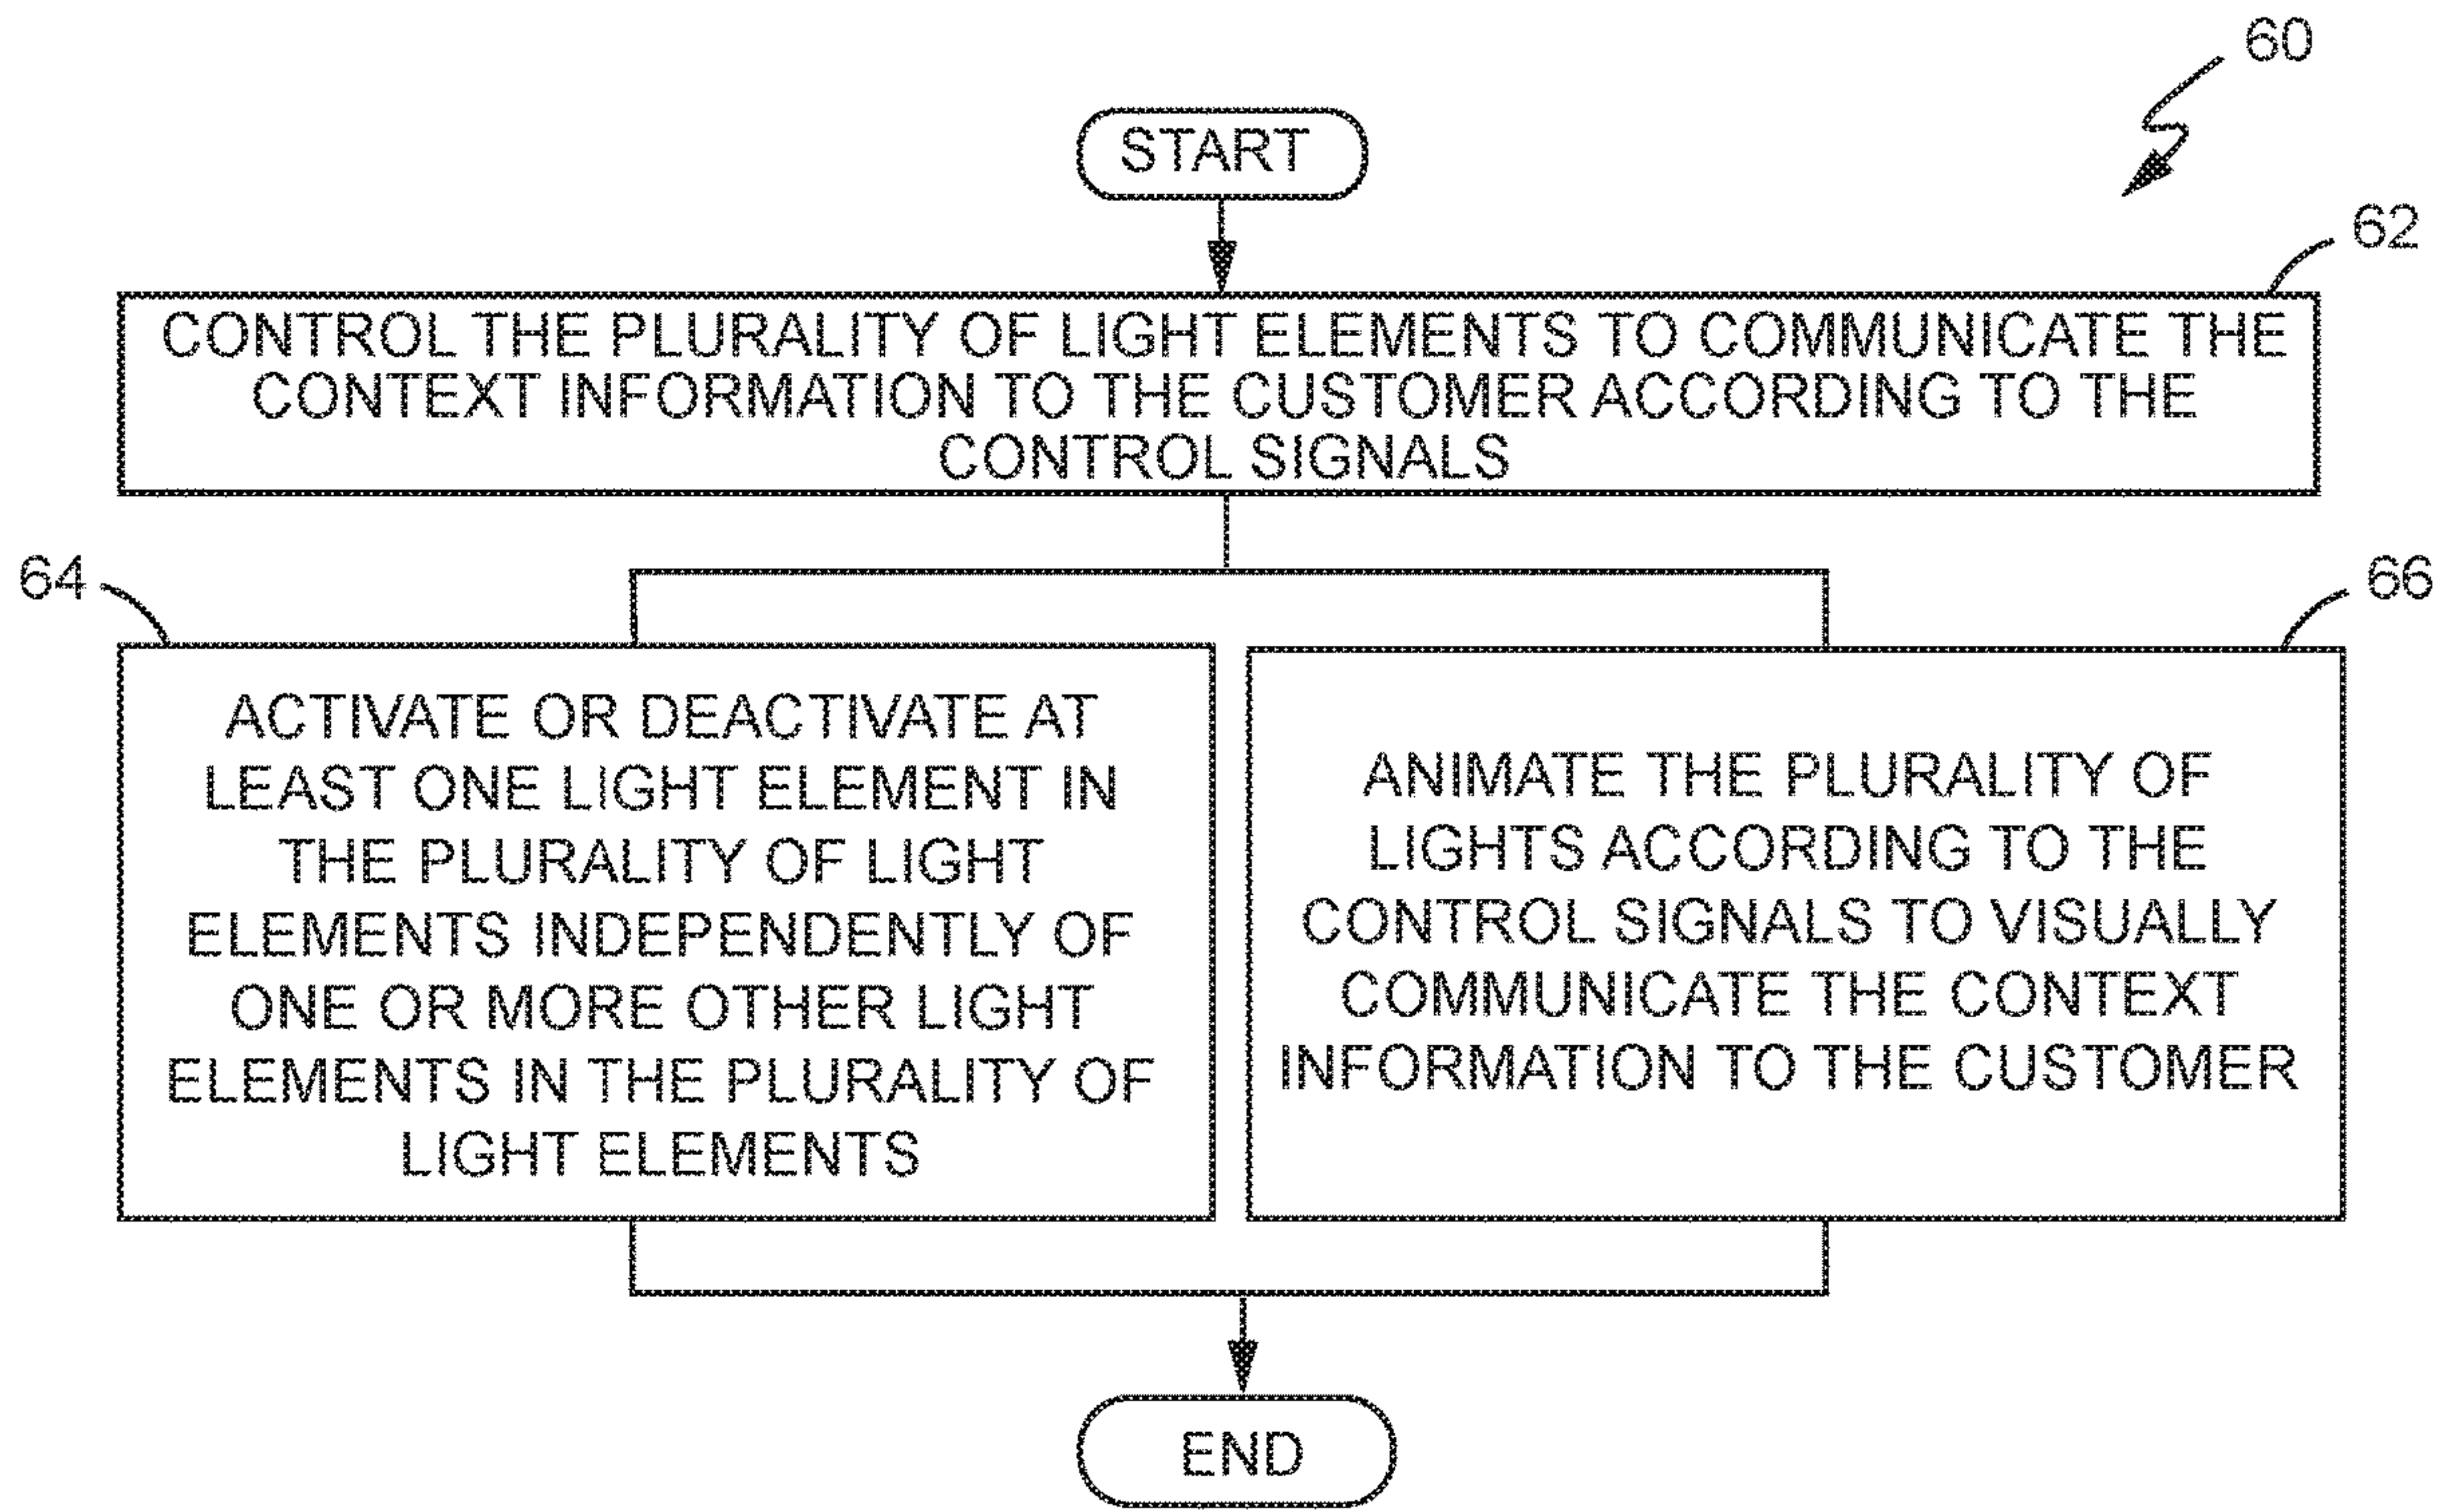 60
START
62
CONTROL THE PLURALITY OF LIGHT ELEMENTS TO COMMUNICATE THE
CONTEXT INFORMATION TO THE CUSTOMER ACCORDING TO THE
CONTROL SIGNALS
64
ACTIVATE OR DEACTIVATE AT
LEAST ONE LIGHT ELEMENT IN
THE PLURALITY OF LIGHT
ELEMENTS INDEPENDENTLY OF
ONE OR MORE OTHER LIGHT
ELEMENTS IN THE PLURALITY OF
LIGHT ELEMENTS
66
ANIMATE THE PLURALITY OF
LIGHTS ACCORDING TO THE
CONTROL SIGNALS TO VISUALLY
COMMUNICATE THE CONTEXT
INFORMATION TO THE CUSTOMER
END